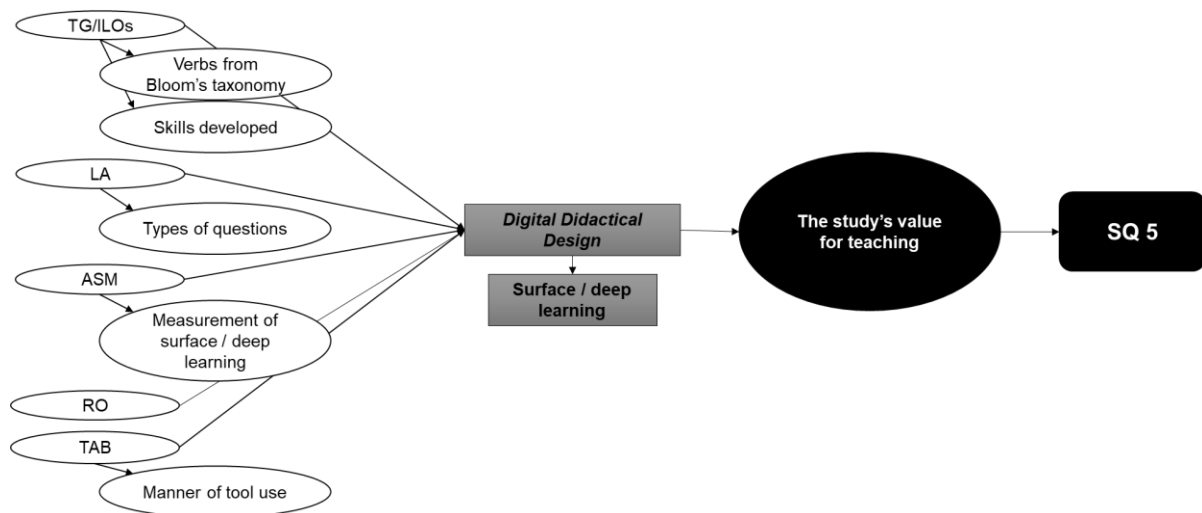 TG/ILOs
Verbs from
Bloom’s taxonomy
Skills developed
LA
Types of questions
ASM
Measurement of
surface / deep
learning
RO
TAB
Manner of tool use
Digital Didactical
Design
Surface / deep
learning
The study’s value
for teaching
SQ 5